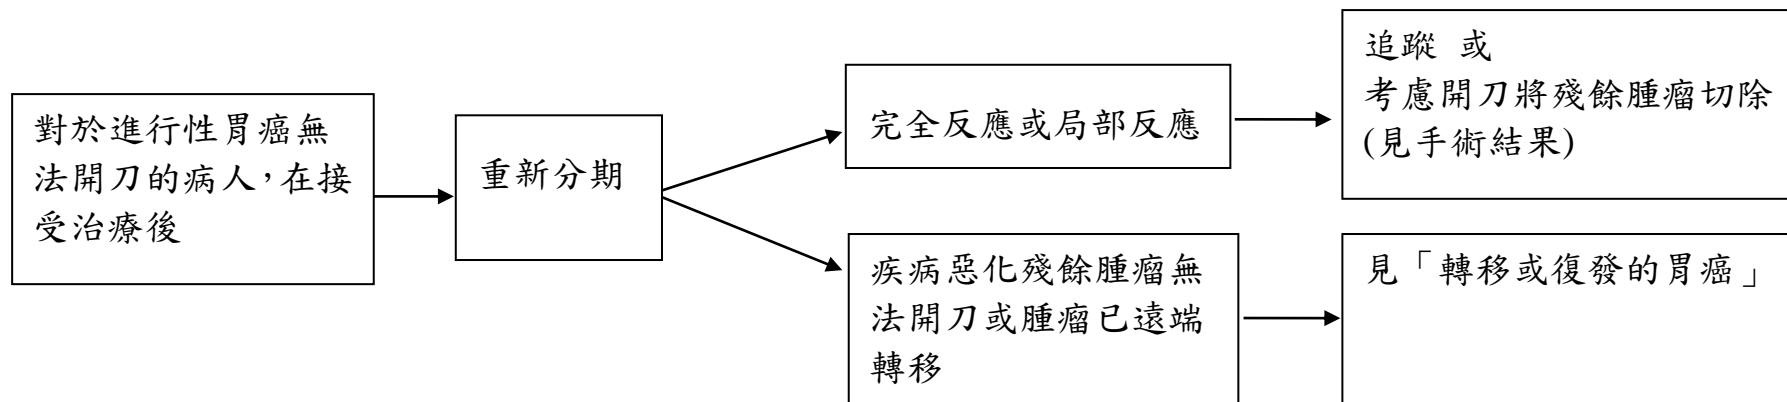 對於進行性胃癌無
法開刀的病人，在接
受治療後
重新分期
完全反應或局部反應
追蹤 或
考慮開刀將殘餘腫瘤切除
(見手術結果)
疾病惡化殘餘腫瘤無
法開刀或腫瘤已遠端
轉移
見「轉移或復發的胃癌」